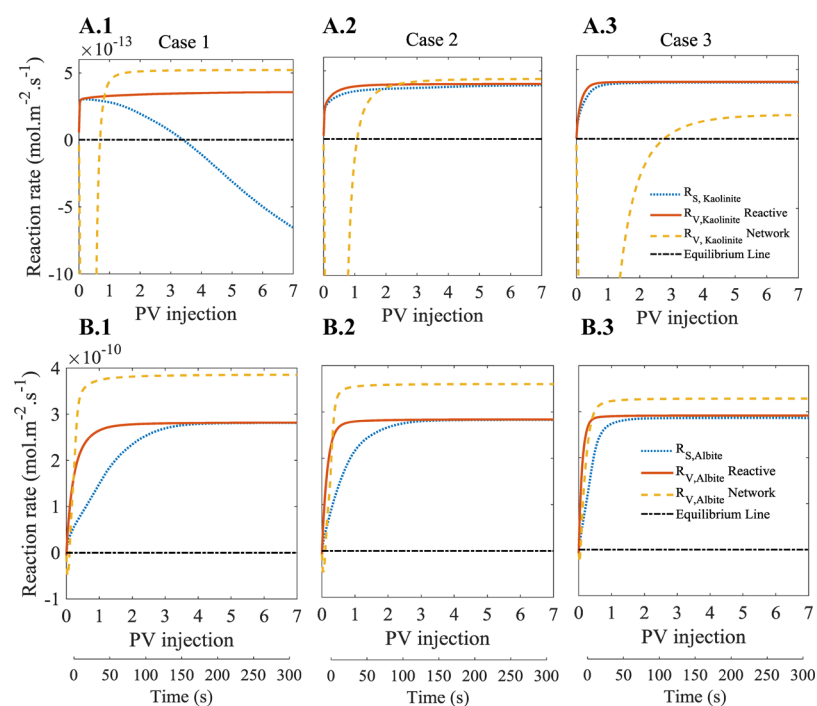 A.1 A.2 A.3
×10⁻¹³ Case 1 Case 2 Case 3
Reaction rate (mol.m⁻².s⁻¹)
5
0
-5
-10
R_S, Kaolinite
R_V,Kaolinite Reactive
R_V, Kaolinite Network
Equilibrium Line
0 1 2 3 4 5 6 7 0 1 2 3 4 5 6 7 0 1 2 3 4 5 6 7
PV injection PV injection PV injection
B.1 B.2 B.3
×10⁻¹⁰
Reaction rate (mol.m⁻².s⁻¹)
4
3
2
1
0
-1
R_S,Albite
R_V,Albite Reactive
R_V,Albite Network
Equilibrium Line
0 1 2 3 4 5 6 7 0 1 2 3 4 5 6 7 0 1 2 3 4 5 6 7
PV injection PV injection PV injection
0 50 100 150 200 250 300 0 50 100 150 200 250 300 0 50 100 150 200 250 300
Time (s) Time (s) Time (s)